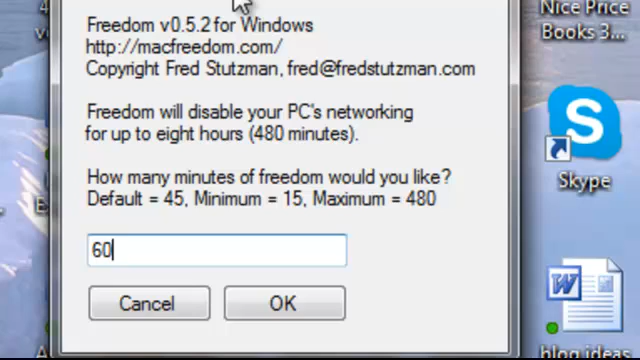 Nice Price
Books 3...
Freedom v0.5.2 for Windows
http://macfreedom.com/
Copyright Fred Stutzman, fred@fredstutzman.com
Freedom will disable your PC's networking
for up to eight hours (480 minutes).
How many minutes of freedom would you like?
Default = 45, Minimum = 15, Maximum = 480
60
Cancel
OK
Skype
blog ideas